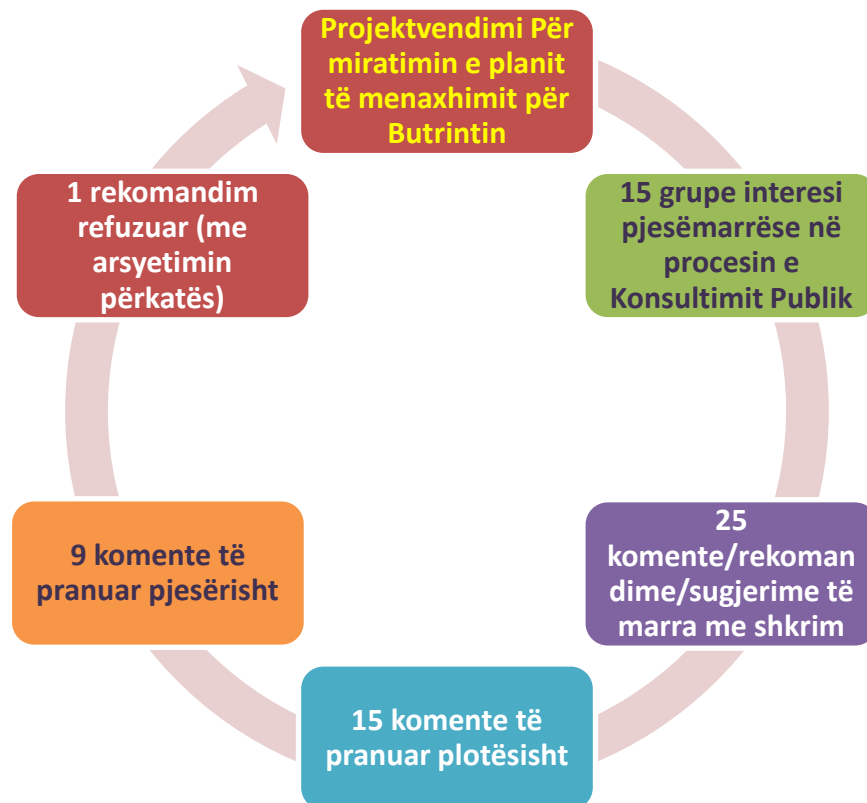 Projektvendimi Për
miratimin e planit
të menaxhimit për
Butrintin
15 grupe interesi
pjesëmarrëse në
procesin e
Konsultimit Publik
25
komente/rekoman
dime/sugjerime të
marra me shkrim
15 komente të
pranuar plotësisht
9 komente të
pranuar pjesërisht
1 rekomandim
refuzuar (me
arsyetimin
përkatës)